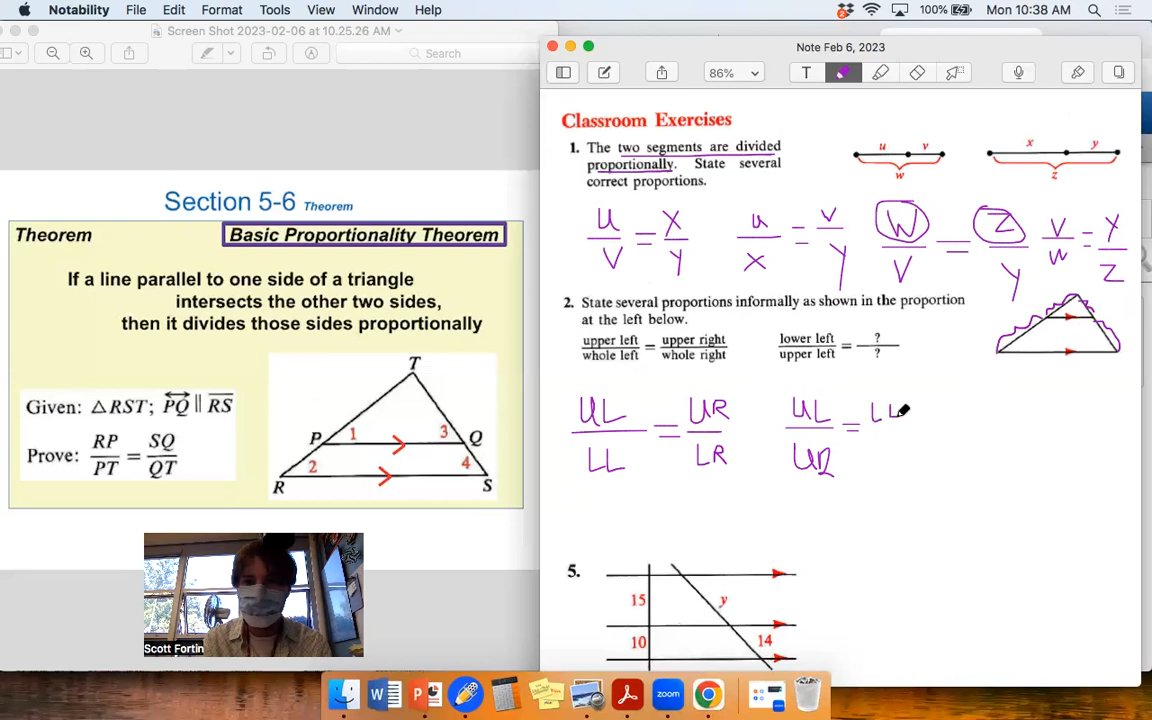 Notability File Edit Format Tools View Window Help 100% Mon 10:38 AM
Screen Shot 2023-02-06 at 10.25.26 AM
Search
Section 5-6 Theorem
Theorem Basic Proportionality Theorem
If a line parallel to one side of a triangle
intersects the other two sides,
then it divides those sides proportionally
Given: △RST; PQ ∥ RS
Prove: RP/PT = SQ/QT
T
P 1 3 Q
R 2 4 S
Scott Fortin
Note Feb 6, 2023
86% T
Classroom Exercises
1. The two segments are divided
proportionally. State several
correct proportions.
u v
w
x y
z
u/v = x/y u/x = v/y w/v = z/y v/w = y/z
2. State several proportions informally as shown in the proportion
at the left below.
upper left/whole left = upper right/whole right lower left/upper left = ?/?
UL/LL = UR/LR UL/UR = LL
5.
15 y
10 14